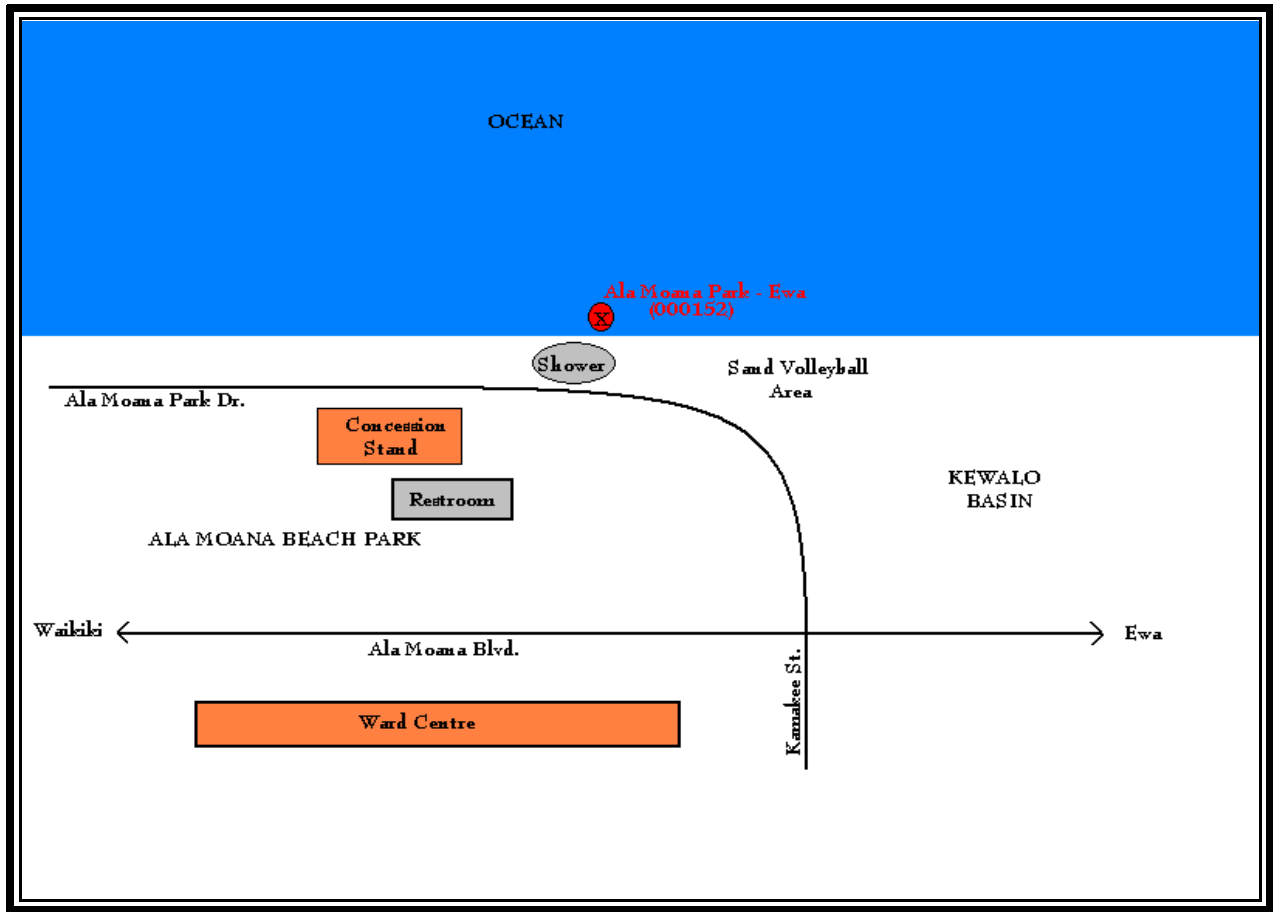 OCEAN
Ala Moana Park - Ewa
(000152)
X
Shower
Sand Volleyball
Area
Ala Moana Park Dr.
Concession
Stand
KEWALO
BASIN
Restroom
ALA MOANA BEACH PARK
Waikiki
Ewa
Ala Moana Blvd.
Kamakee St.
Ward Centre